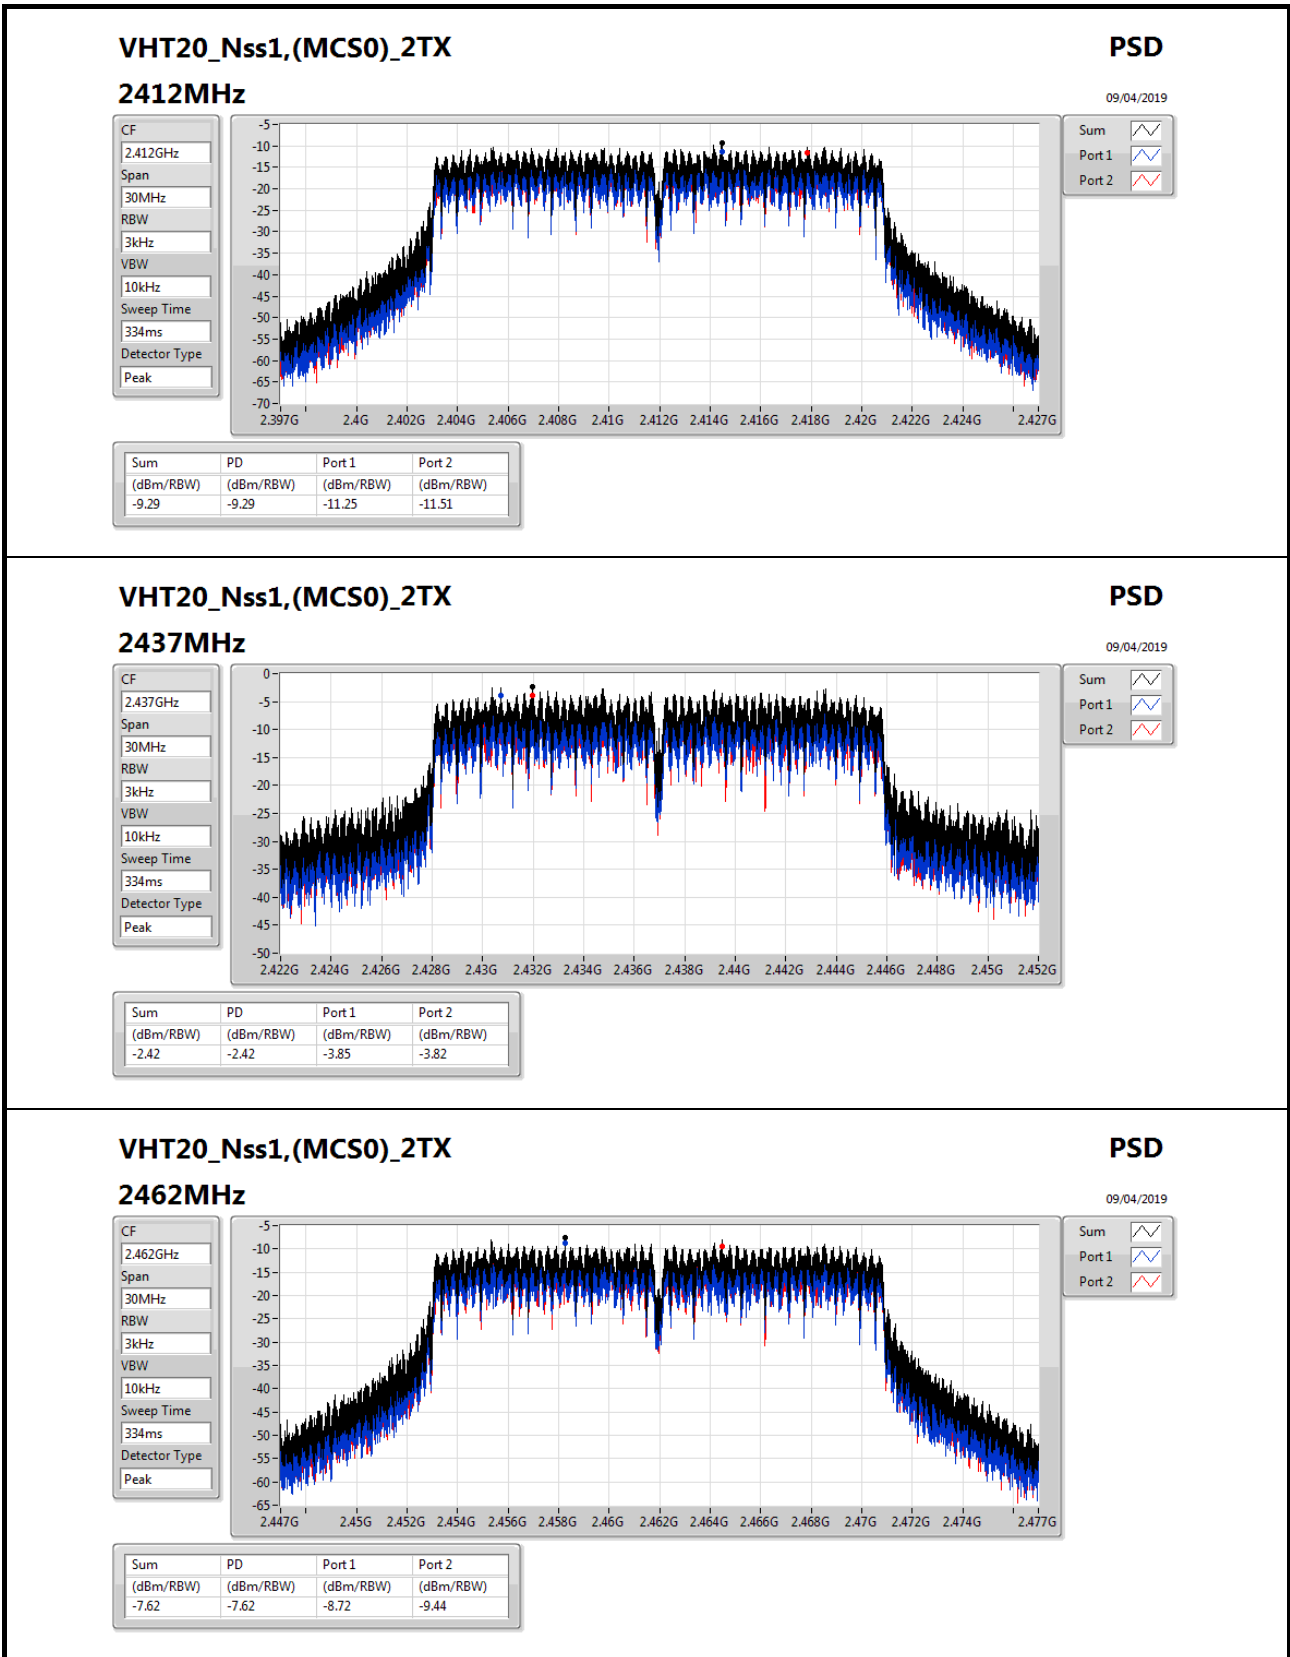 VHT20_Nss1,(MCS0)_2TX PSD
2412MHz 09/04/2019
CF
2.412GHz
Span
30MHz
RBW
3kHz
VBW
10kHz
Sweep Time
334ms
Detector Type
Peak
-5
-10
-15
-20
-25
-30
-35
-40
-45
-50
-55
-60
-65
-70
2.397G 2.4G 2.402G 2.404G 2.406G 2.408G 2.41G 2.412G 2.414G 2.416G 2.418G 2.42G 2.422G 2.424G 2.427G
Sum
Port 1
Port 2
Sum PD Port 1 Port 2
(dBm/RBW) (dBm/RBW) (dBm/RBW) (dBm/RBW)
-9.29 -9.29 -11.25 -11.51
VHT20_Nss1,(MCS0)_2TX PSD
2437MHz 09/04/2019
CF
2.437GHz
Span
30MHz
RBW
3kHz
VBW
10kHz
Sweep Time
334ms
Detector Type
Peak
0
-5
-10
-15
-20
-25
-30
-35
-40
-45
-50
2.422G 2.424G 2.426G 2.428G 2.43G 2.432G 2.434G 2.436G 2.438G 2.44G 2.442G 2.444G 2.446G 2.448G 2.45G 2.452G
Sum
Port 1
Port 2
Sum PD Port 1 Port 2
(dBm/RBW) (dBm/RBW) (dBm/RBW) (dBm/RBW)
-2.42 -2.42 -3.85 -3.82
VHT20_Nss1,(MCS0)_2TX PSD
2462MHz 09/04/2019
CF
2.462GHz
Span
30MHz
RBW
3kHz
VBW
10kHz
Sweep Time
334ms
Detector Type
Peak
-5
-10
-15
-20
-25
-30
-35
-40
-45
-50
-55
-60
-65
2.447G 2.45G 2.452G 2.454G 2.456G 2.458G 2.46G 2.462G 2.464G 2.466G 2.468G 2.47G 2.472G 2.474G 2.477G
Sum
Port 1
Port 2
Sum PD Port 1 Port 2
(dBm/RBW) (dBm/RBW) (dBm/RBW) (dBm/RBW)
-7.62 -7.62 -8.72 -9.44